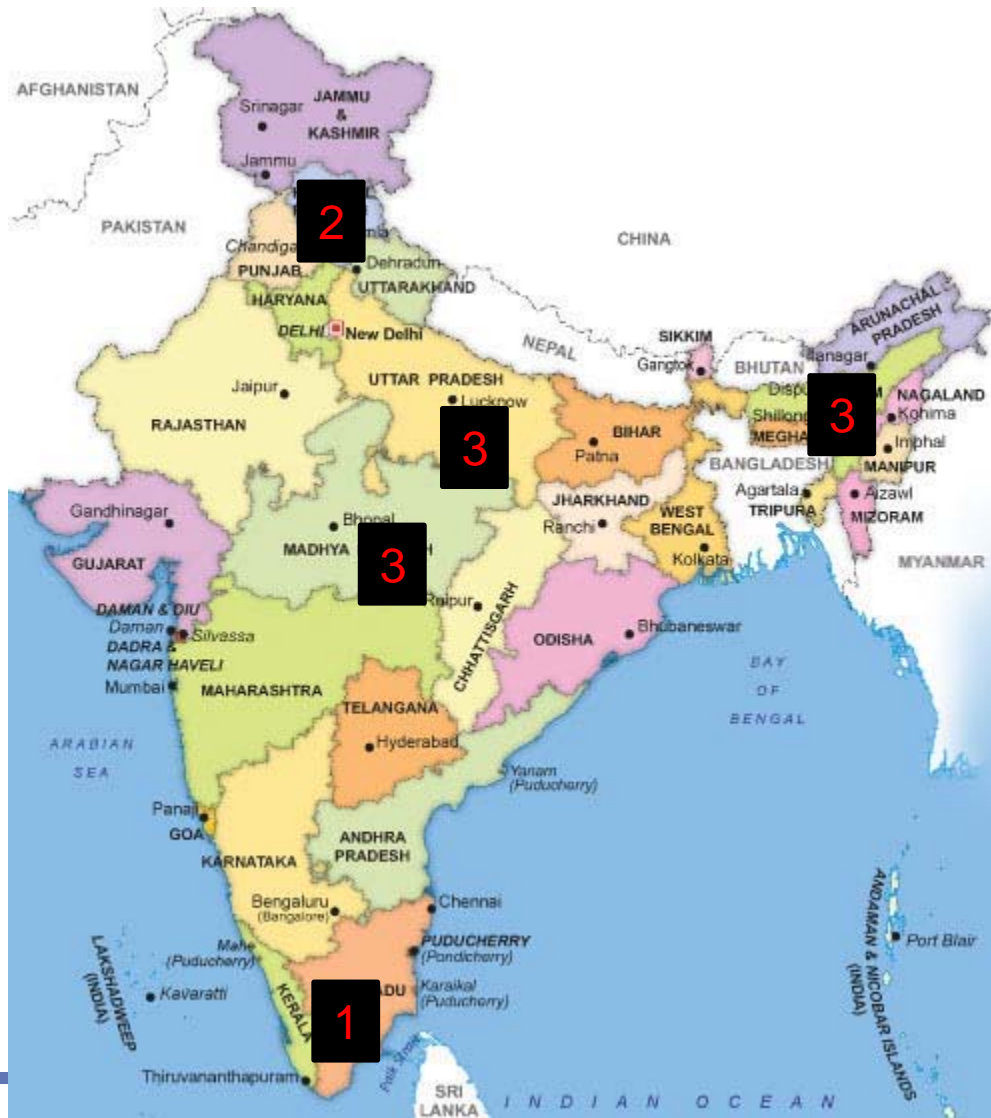 AFGHANISTAN
JAMMU
&
KASHMIR
Srinagar
Jammu
PAKISTAN
CHINA
2
PUNJAB
Dehradun
UTTARAKHAND
HARYANA
DELHI
New Delhi
NEPAL
SIKKIM
Gangtok
BHUTAN
ARUNACHAL
PRADESH
Jaipur
UTTAR PRADESH
Lucknow
RAJASTHAN
3
BIHAR
Patna
3
NAGALAND
Kohima
Imphal
MANIPUR
BANGLADESH
Gandhinagar
Bhopal
MADHYA
3
JHARKHAND
Ranchi
WEST
BENGAL
Kolkata
Agartala
TRIPURA
Aizawl
MIZORAM
MYANMAR
GUJARAT
DAMAN & DIU
Daman
Silvassa
DADRA &
NAGAR HAVELI
Mumbai
MAHARASHTRA
CHHATTISGARH
ODISHA
Bhubaneswar
TELANGANA
Hyderabad
BAY
OF
BENGAL
ARABIAN
SEA
Yanam
(Puducherry)
Panaji
GOA
KARNATAKA
ANDHRA
PRADESH
Bengaluru
(Bangalore)
Chennai
Mahe
(Puducherry)
PUDUCHERRY
(Pondicherry)
Karaikal
(Puducherry)
LAKSHADWEEP
(INDIA)
Kavaratti
KERALA
1
ANDAMAN & NICOBAR ISLANDS
(INDIA)
Port Blair
Thiruvananthapuram
Palk Strait
SRI
LANKA
INDIAN OCEAN